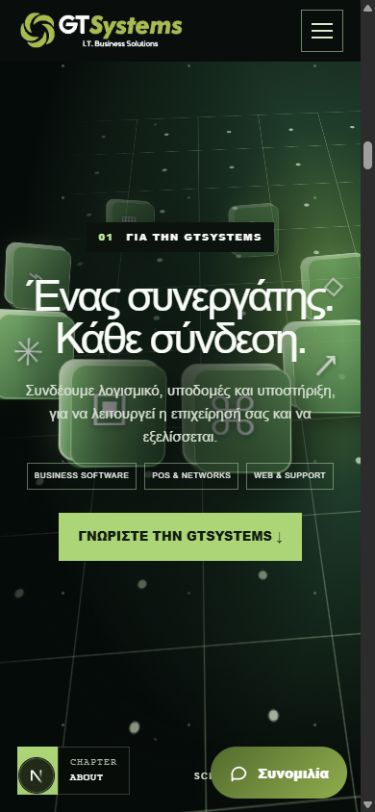 GTSystems
I.T. Business Solutions
01 ΓΙΑ ΤΗΝ GTSYSTEMS
Ένας συνεργάτης.
Κάθε σύνδεση.
Συνδέουμε λογισμικό, υποδομές και υποστήριξη,
για να λειτουργεί η επιχείρησή σας και να
εξελίσσεται.
BUSINESS SOFTWARE POS & NETWORKS WEB & SUPPORT
ΓΝΩΡΙΣΤΕ ΤΗΝ GTSYSTEMS ↓
N
CHAPTER
ABOUT
Συνομιλία